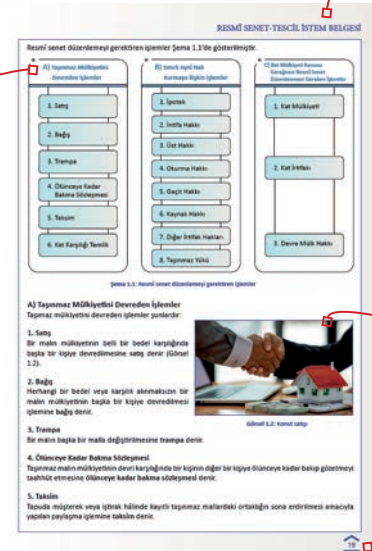 RESMÎ SENET-TESCİL İSTEM BELGESİ
Resmî senet düzenlemeyi gerektiren işlemler Şema 1.1'de gösterilmiştir.
A) Taşınmaz Mülkiyetini
Devreden İşlemler
1. Satış
2. Bağış
3. Trampa
4. Ölünceye Kadar
Bakma Sözleşmesi
5. Taksim
6. Kat Karşılığı Temlik
B) Sınırlı Ayni Hak
Kurmaya İlişkin İşlemler
1. İpotek
2. İntifa Hakkı
3. Üst Hakkı
4. Oturma Hakkı
5. Geçit Hakkı
6. Kaynak Hakkı
7. Diğer İrtifak Hakları
8. Taşınmaz Yükü
C) Kat Mülkiyeti Kanunu
Gereğince Resmî Senet
Düzenlenmesi Gereken İşlemler
1. Kat Mülkiyeti
2. Kat İrtifakı
3. Devre Mülk Hakkı
Şema 1.1: Resmî senet düzenlemeyi gerektiren işlemler
A) Taşınmaz Mülkiyetini Devreden İşlemler
Taşınmaz mülkiyetini devreden işlemler şunlardır:
1. Satış
Bir malın mülkiyetinin belli bir bedel karşılığında
başka bir kişiye devredilmesine satış denir (Görsel
1.2).
2. Bağış
Herhangi bir bedel veya karşılık alınmaksızın bir
malın mülkiyetinin başka bir kişiye devredilmesi
işlemine bağış denir.
Görsel 1.2: Konut satışı
3. Trampa
Bir malın başka bir malla değiştirilmesine trampa denir.
4. Ölünceye Kadar Bakma Sözleşmesi
Taşınmaz malın mülkiyetinin devri karşılığında bir kişinin diğer bir kişiye ölünceye kadar bakıp gözetmeyi
taahhüt etmesine ölünceye kadar bakma sözleşmesi denir.
5. Taksim
Tapuda müşterek veya iştirak hâlinde kayıtlı taşınmaz mallardaki ortaklığın sona erdirilmesi amacıyla
yapılan paylaşma işlemine taksim denir.
19